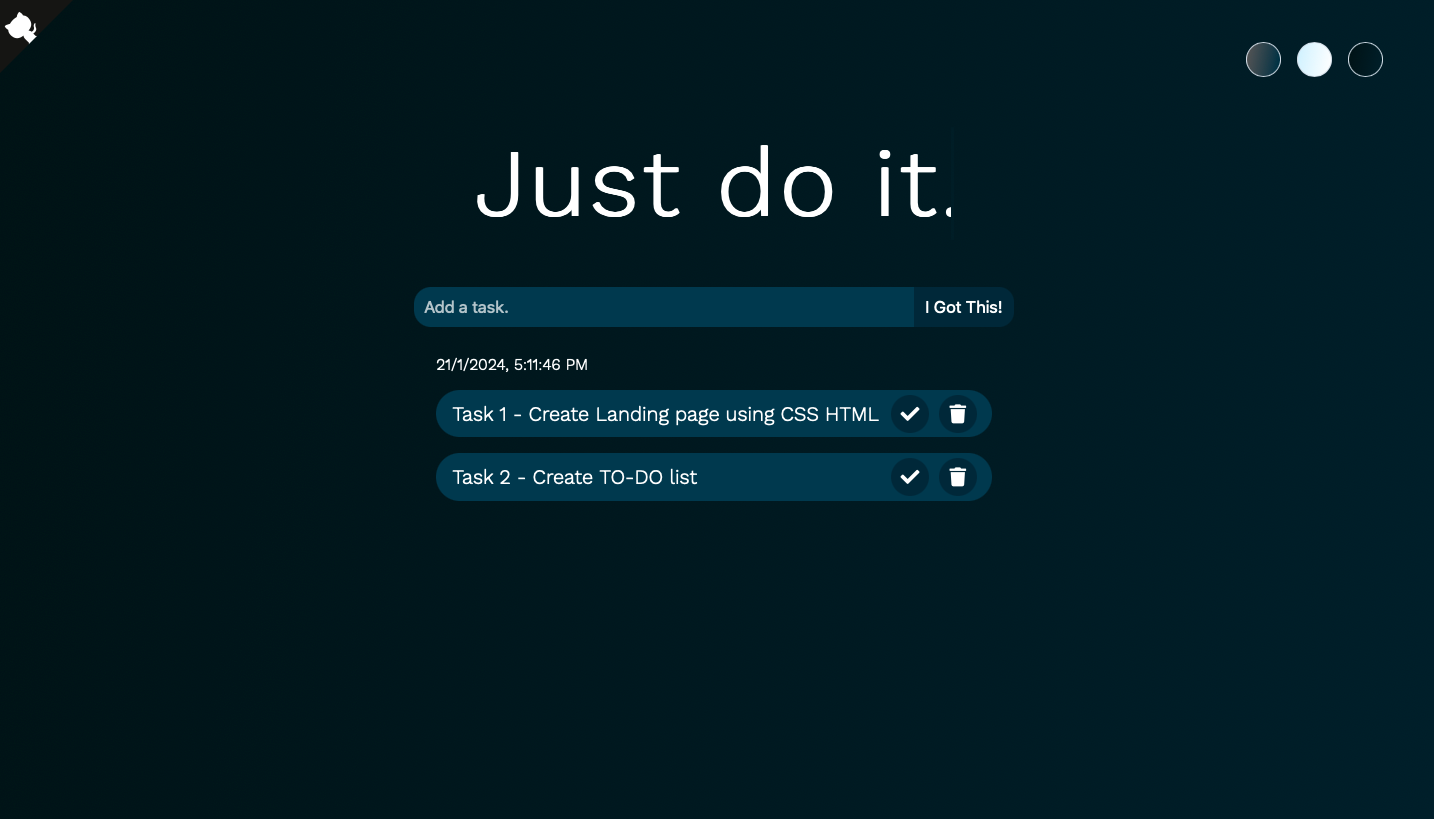 Just do it.
Add a task.
I Got This!
21/1/2024, 5:11:46 PM
Task 1 - Create Landing page using CSS HTML
Task 2 - Create TO-DO list